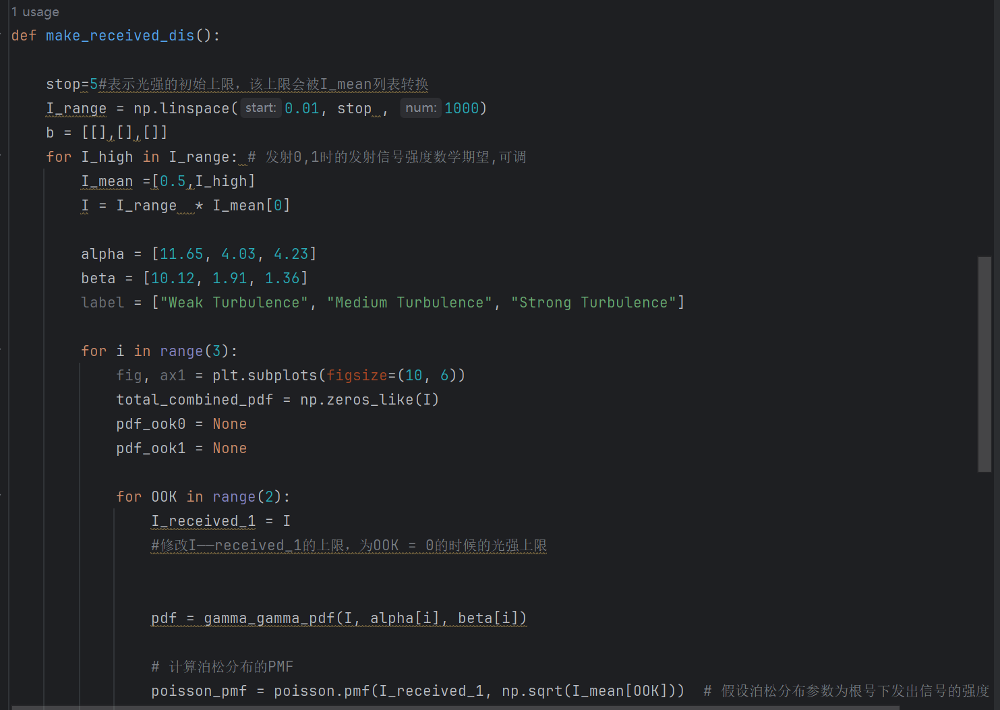 1 usage
def make_received_dis():
stop=5#表示光强的初始上限，该上限会被I_mean列表转换
I_range = np.linspace( start: 0.01, stop , num: 1000)
b = [[],[],[]]
for I_high in I_range: # 发射0,1时的发射信号强度数学期望,可调
I_mean =[0.5,I_high]
I = I_range  * I_mean[0]
alpha = [11.65, 4.03, 4.23]
beta = [10.12, 1.91, 1.36]
label = ["Weak Turbulence", "Medium Turbulence", "Strong Turbulence"]
for i in range(3):
fig, ax1 = plt.subplots(figsize=(10, 6))
total_combined_pdf = np.zeros_like(I)
pdf_ook0 = None
pdf_ook1 = None
for OOK in range(2):
I_received_1 = I
#修改I——received_1的上限，为OOK = 0的时候的光强上限
pdf = gamma_gamma_pdf(I, alpha[i], beta[i])
# 计算泊松分布的PMF
poisson_pmf = poisson.pmf(I_received_1, np.sqrt(I_mean[OOK]))  # 假设泊松分布参数为根号下发出信号的强度